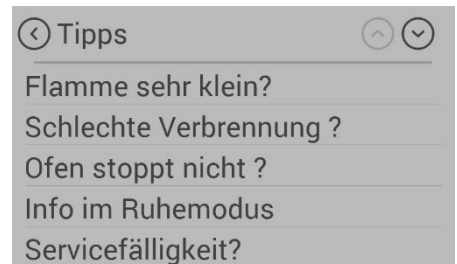 Tipps
Flamme sehr klein?
Schlechte Verbrennung ?
Ofen stoppt nicht ?
Info im Ruhemodus
Servicefälligkeit?